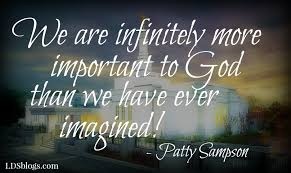 We are infinitely more
important to God
than we have ever
imagined!
- Patty Sampson
LDSblogs.com